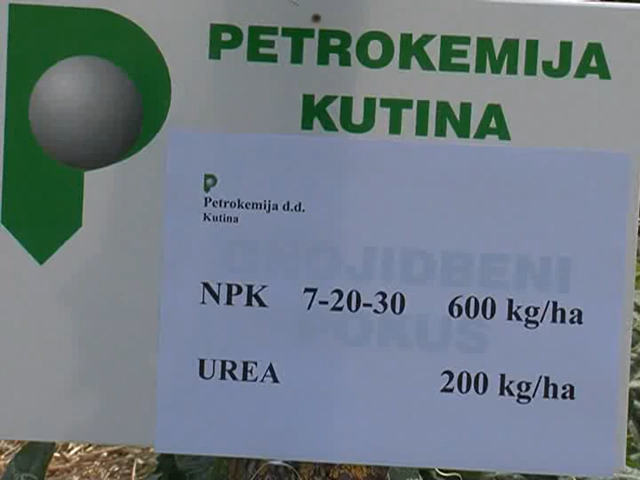 PETROKEMIJA
KUTINA
Petrokemija d.d.
Kutina
GNOJIDBENI
POKUS
NPK 7-20-30 600 kg/ha
UREA 200 kg/ha